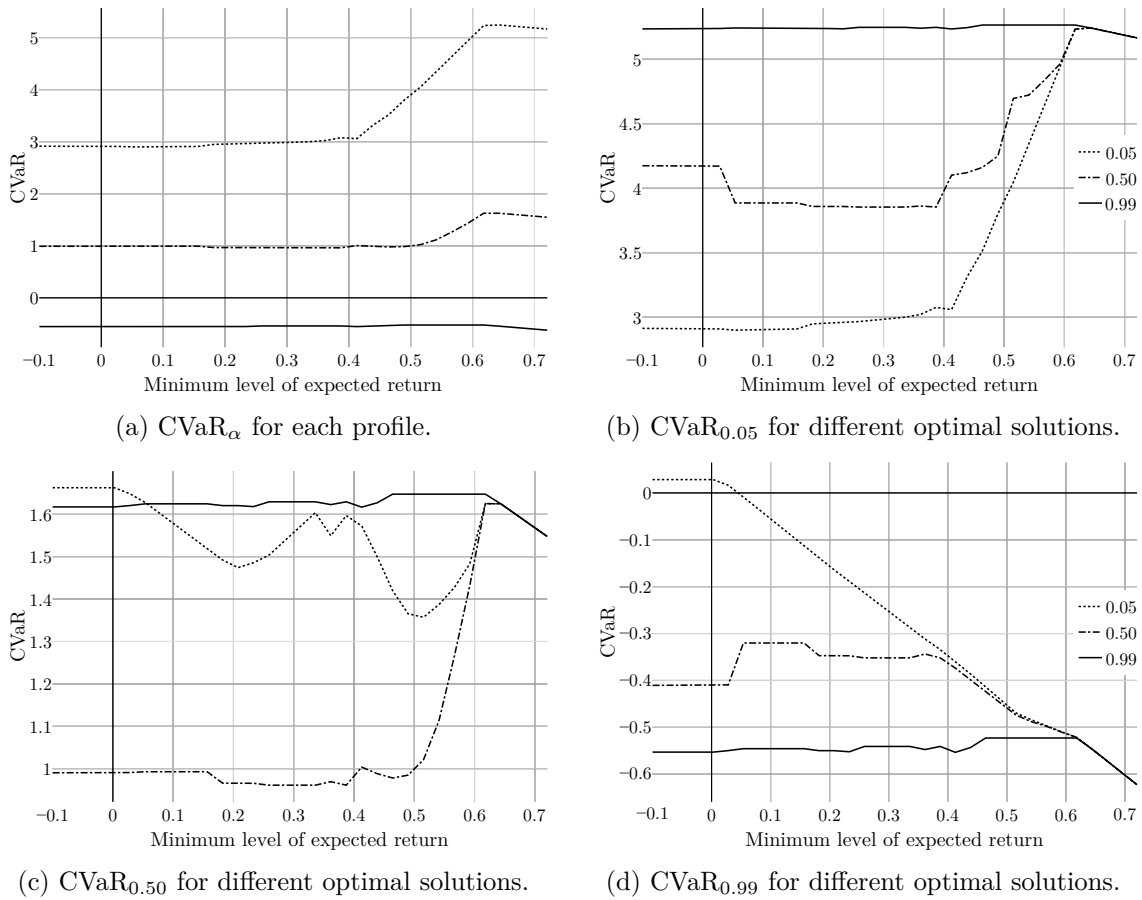 5
4
3
2
1
0
CVaR
−0.1 0 0.1 0.2 0.3 0.4 0.5 0.6 0.7
Minimum level of expected return
(a) CVaRα for each profile.
5
4.5
4
3.5
3
CVaR
0.05
0.50
0.99
−0.1 0 0.1 0.2 0.3 0.4 0.5 0.6 0.7
Minimum level of expected return
(b) CVaR0.05 for different optimal solutions.
1.6
1.5
1.4
1.3
1.2
1.1
1
CVaR
−0.1 0 0.1 0.2 0.3 0.4 0.5 0.6 0.7
Minimum level of expected return
(c) CVaR0.50 for different optimal solutions.
0
−0.1
−0.2
−0.3
−0.4
−0.5
−0.6
CVaR
0.05
0.50
0.99
−0.1 0 0.1 0.2 0.3 0.4 0.5 0.6 0.7
Minimum level of expected return
(d) CVaR0.99 for different optimal solutions.